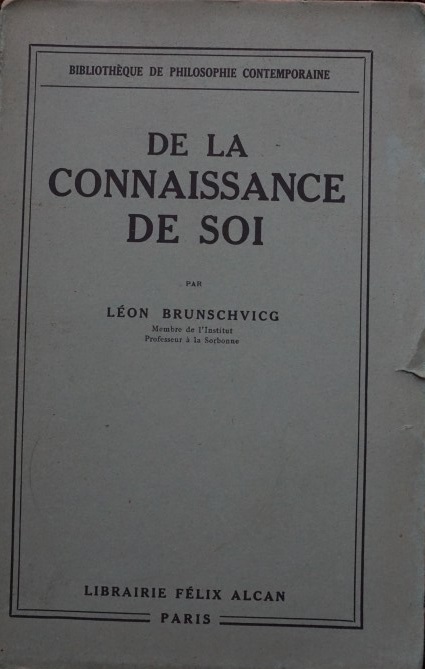 BIBLIOTHÈQUE DE PHILOSOPHIE CONTEMPORAINE
DE LA
CONNAISSANCE
DE SOI
PAR
LÉON BRUNSCHVICG
Membre de l'Institut
Professeur à la Sorbonne
LIBRAIRIE FÉLIX ALCAN
PARIS